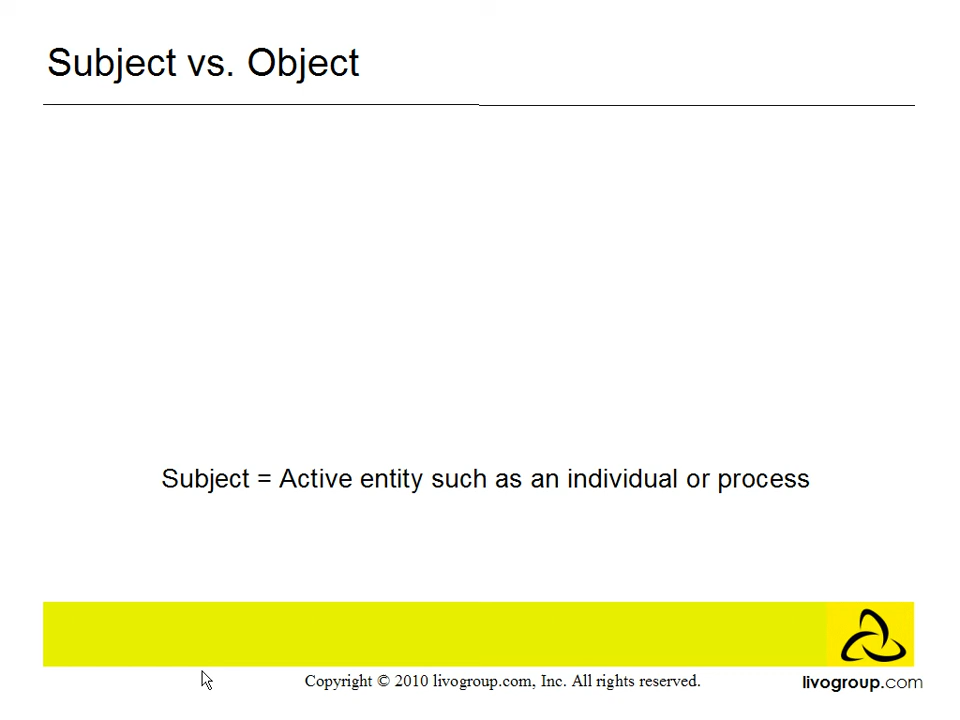 Subject vs. Object
Subject = Active entity such as an individual or process
Copyright © 2010 livogroup.com, Inc. All rights reserved.
livogroup.com